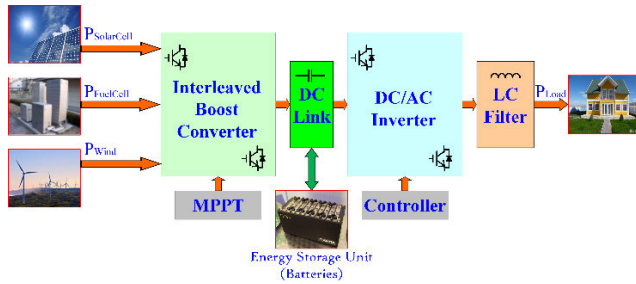 PSolarCell
PFuelCell
PWind
Interleaved
Boost
Converter
MPPT
DC
Link
Energy Storage Unit
(Batteries)
DC/AC
Inverter
Controller
LC
Filter
PLoad